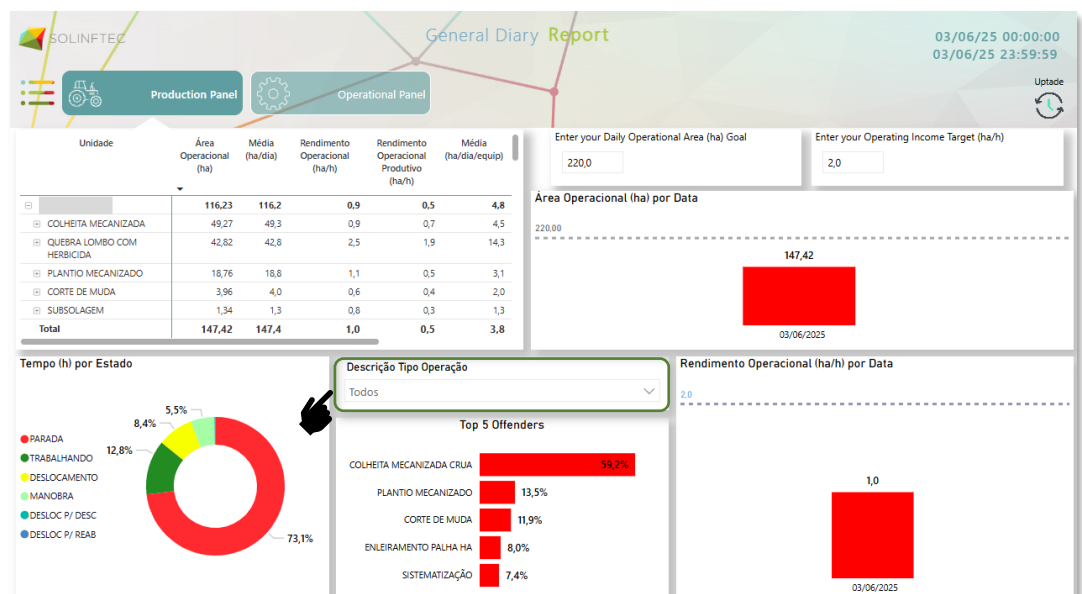 SOLINFTEC
General Diary Report
03/06/25 00:00:00
03/06/25 23:59:59
Production Panel
Operational Panel
Uptade
Unidade
Área Operacional (ha)
Média (ha/dia)
Rendimento Operacional (ha/h)
Rendimento Operacional Produtivo (ha/h)
Média (ha/dia/equip)
116,23 116,2 0,9 0,5 4,8
COLHEITA MECANIZADA 49,27 49,3 0,9 0,7 4,5
QUEBRA LOMBO COM HERBICIDA 42,82 42,8 2,5 1,9 14,3
PLANTIO MECANIZADO 18,76 18,8 1,1 0,5 3,1
CORTE DE MUDA 3,96 4,0 0,6 0,4 2,0
SUBSOLAGEM 1,34 1,3 0,8 0,3 1,3
Total 147,42 147,4 1,0 0,5 3,8
Enter your Daily Operational Area (ha) Goal
220,0
Enter your Operating Income Target (ha/h)
2,0
Área Operacional (ha) por Data
220,00
147,42
03/06/2025
Tempo (h) por Estado
PARADA
TRABALHANDO
DESLOCAMENTO
MANOBRA
DESLOC P/ DESC
DESLOC P/ REAB
5,5%
8,4%
12,8%
73,1%
Descrição Tipo Operação
Todos
Top 5 Offenders
COLHEITA MECANIZADA CRUA 59,2%
PLANTIO MECANIZADO 13,5%
CORTE DE MUDA 11,9%
ENLEIRAMENTO PALHA HA 8,0%
SISTEMATIZAÇÃO 7,4%
Rendimento Operacional (ha/h) por Data
2,0
1,0
03/06/2025